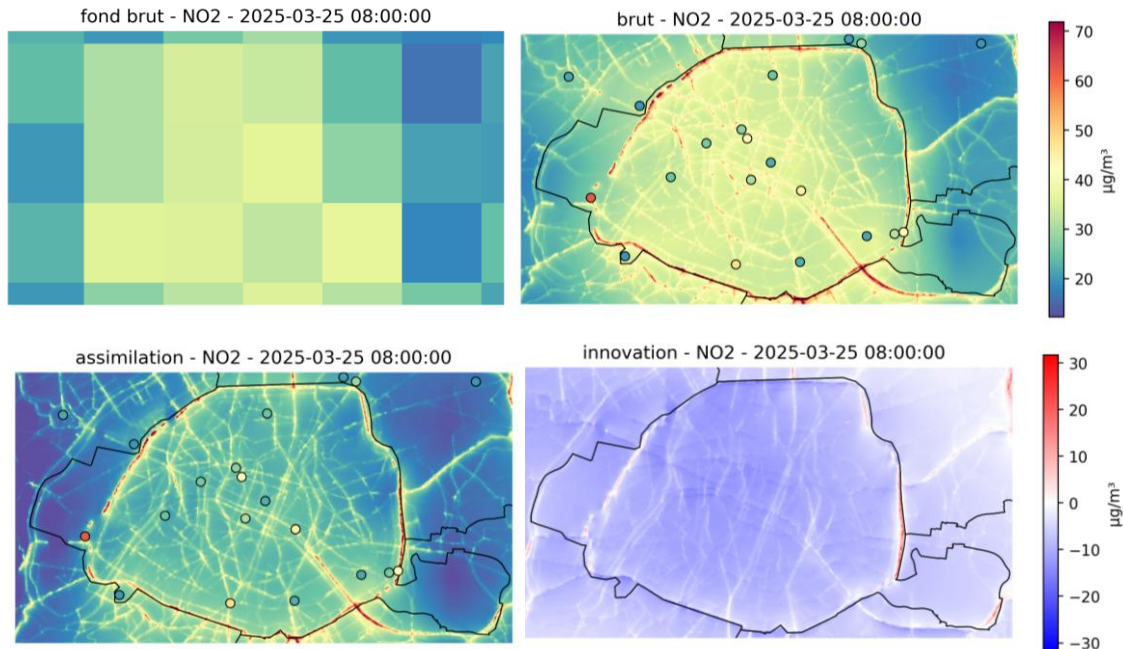 fond brut - NO2 - 2025-03-25 08:00:00
brut - NO2 - 2025-03-25 08:00:00
70
60
50
40
30
20
µg/m³
assimilation - NO2 - 2025-03-25 08:00:00
innovation - NO2 - 2025-03-25 08:00:00
30
20
10
0
−10
−20
−30
µg/m³